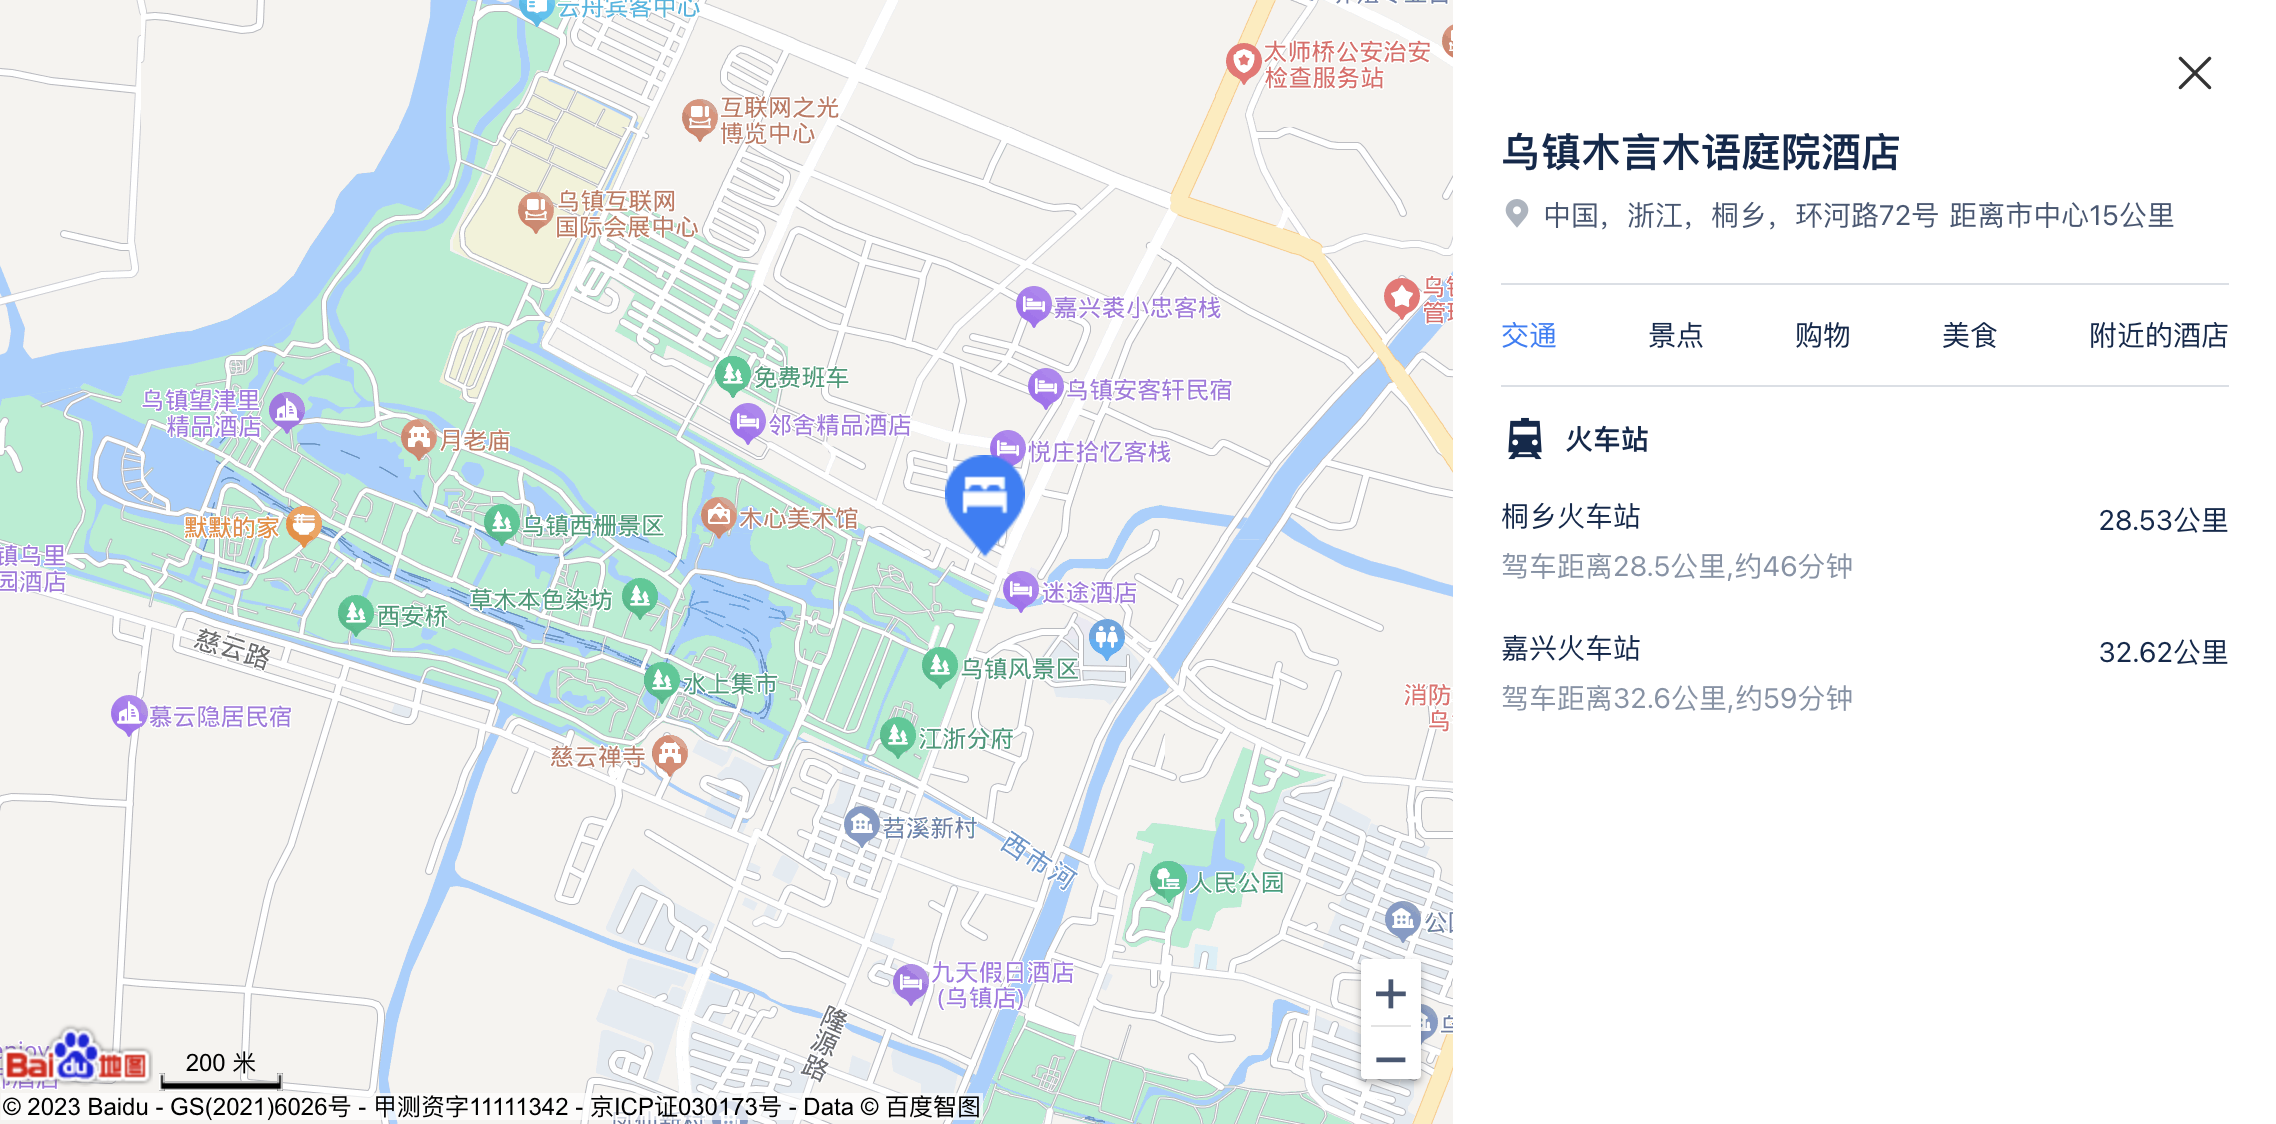 云舟宾客中心
太师桥公安治安
检查服务站
互联网之光
博览中心
乌镇互联网
国际会展中心
嘉兴裘小忠客栈
免费班车
乌镇安客轩民宿
邻舍精品酒店
悦庄拾忆客栈
乌镇望津里
精品酒店
月老庙
默默的家
乌镇西栅景区
木心美术馆
镇乌里
园酒店
草木本色染坊
西安桥
迷途酒店
慈云路
乌镇风景区
水上集市
慕云隐居民宿
江浙分府
慈云禅寺
消防
乌
苕溪新村
西市河
人民公园
公
九天假日酒店
(乌镇店)
隆源路
Bai du 地图
200 米
© 2023 Baidu - GS(2021)6026号 - 甲测资字11111342 - 京ICP证030173号 - Data © 百度智图
乌镇木言木语庭院酒店
中国，浙江，桐乡，环河路72号 距离市中心15公里
交通 景点 购物 美食 附近的酒店
火车站
桐乡火车站 28.53公里
驾车距离28.5公里,约46分钟
嘉兴火车站 32.62公里
驾车距离32.6公里,约59分钟